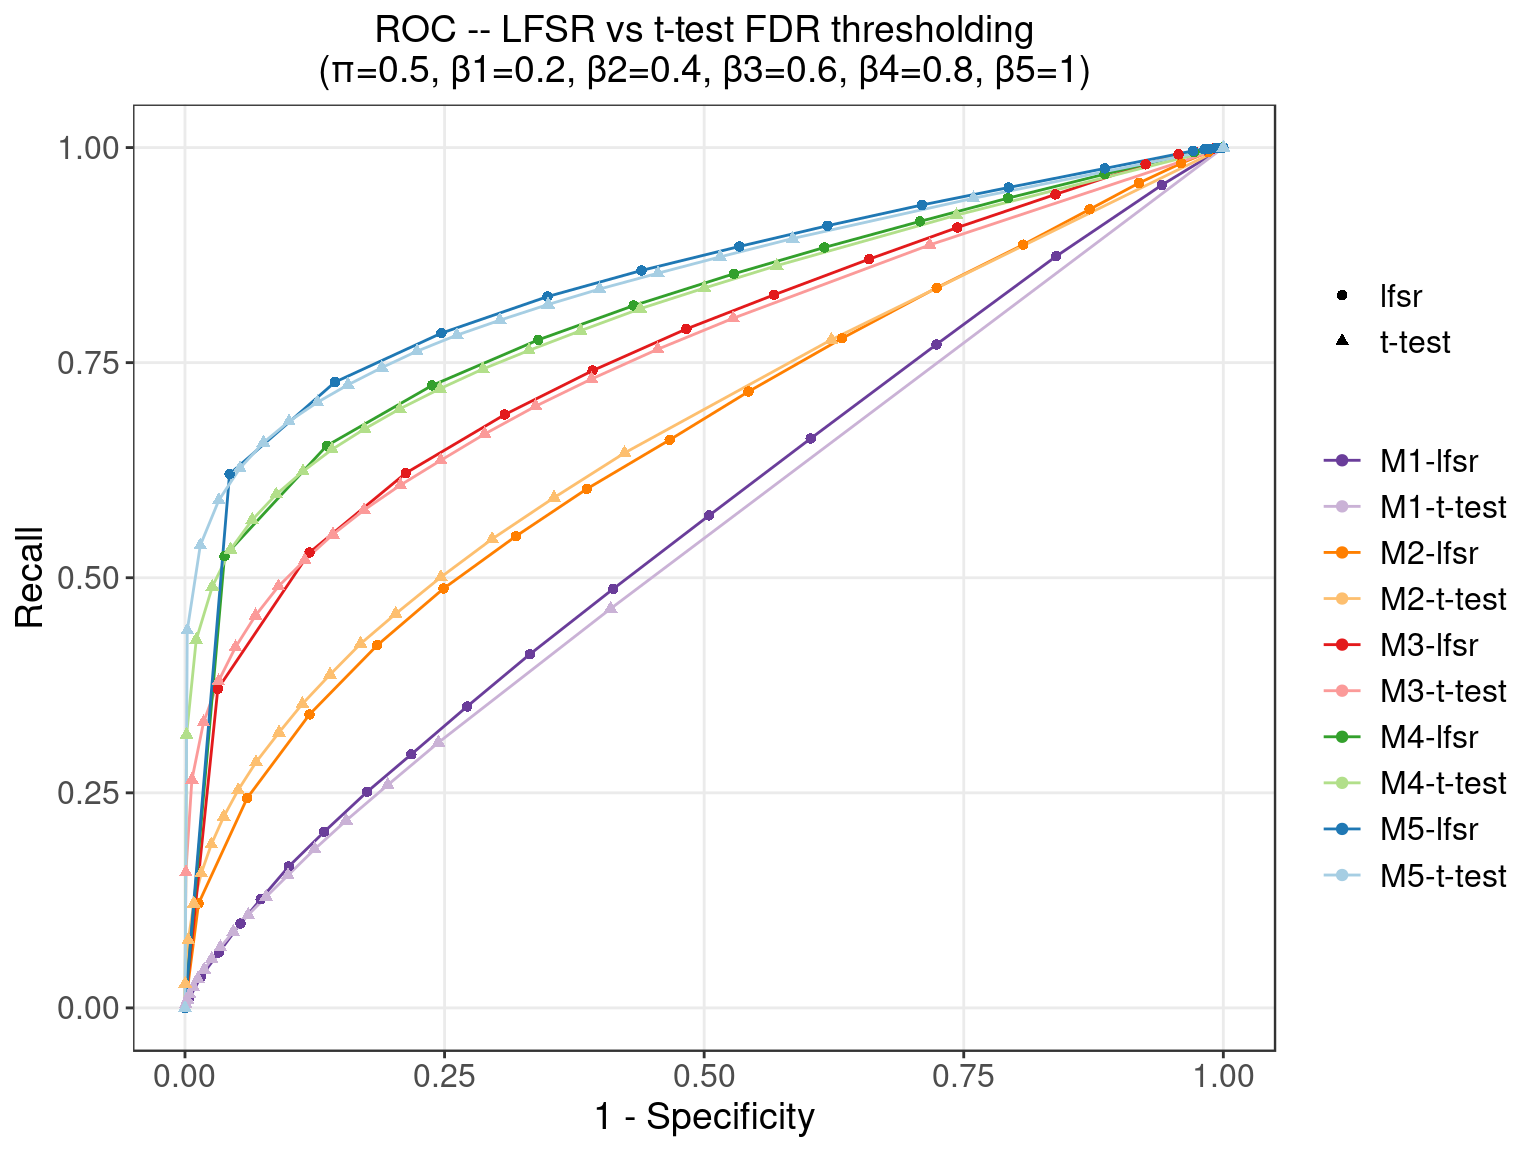 ROC -- LFSR vs t-test FDR thresholding
(π=0.5, β1=0.2, β2=0.4, β3=0.6, β4=0.8, β5=1)
1.00
0.75
0.50
0.25
0.00
Recall
0.00
0.25
0.50
0.75
1.00
1 - Specificity
lfsr
t-test
M1-lfsr
M1-t-test
M2-lfsr
M2-t-test
M3-lfsr
M3-t-test
M4-lfsr
M4-t-test
M5-lfsr
M5-t-test